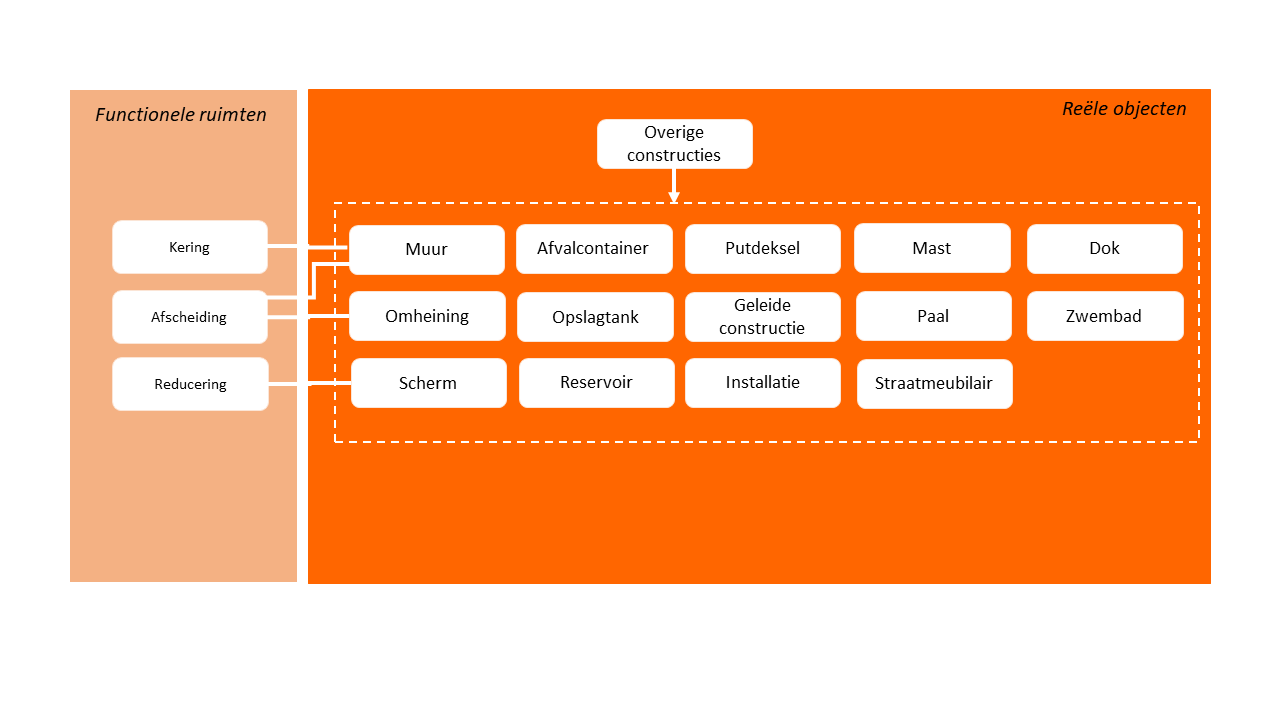 Functionele ruimten
Reële objecten
Overige
constructies
Kering
Muur
Afvalcontainer
Putdeksel
Mast
Dok
Afscheiding
Omheining
Opslagtank
Geleide
constructie
Paal
Zwembad
Reducering
Scherm
Reservoir
Installatie
Straatmeubilair